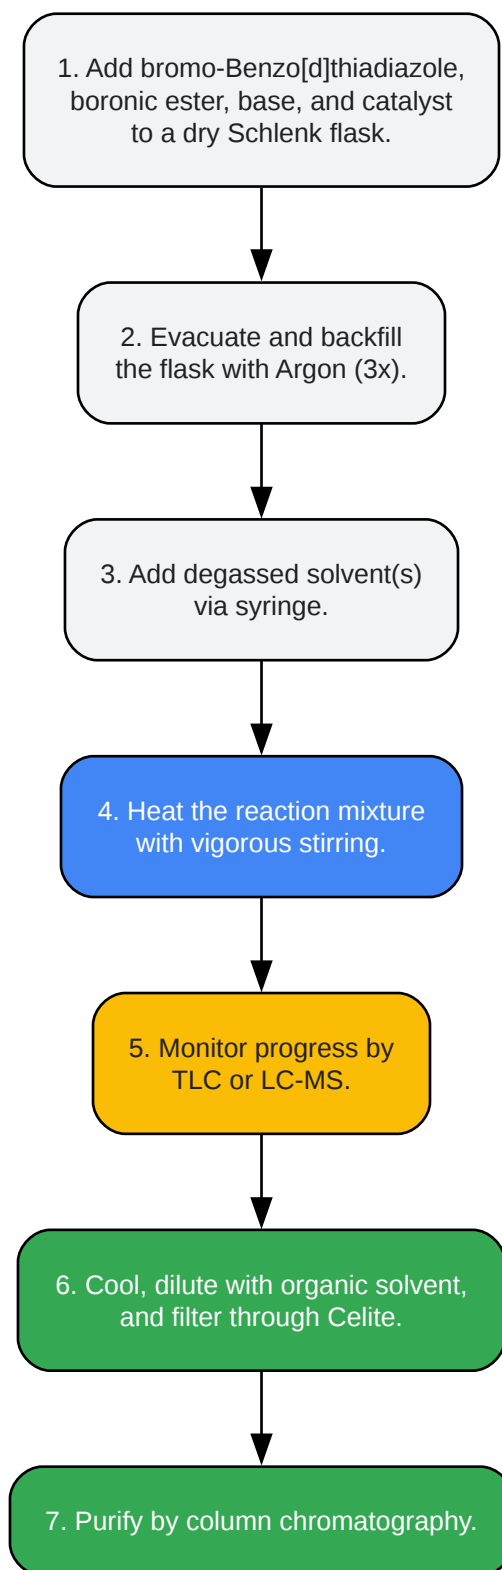 1. Add bromo-Benzo[d]thiadiazole,
boronic ester, base, and catalyst
to a dry Schlenk flask.
2. Evacuate and backfill
the flask with Argon (3x).
3. Add degassed solvent(s)
via syringe.
4. Heat the reaction mixture
with vigorous stirring.
5. Monitor progress by
TLC or LC-MS.
6. Cool, dilute with organic solvent,
and filter through Celite.
7. Purify by column chromatography.